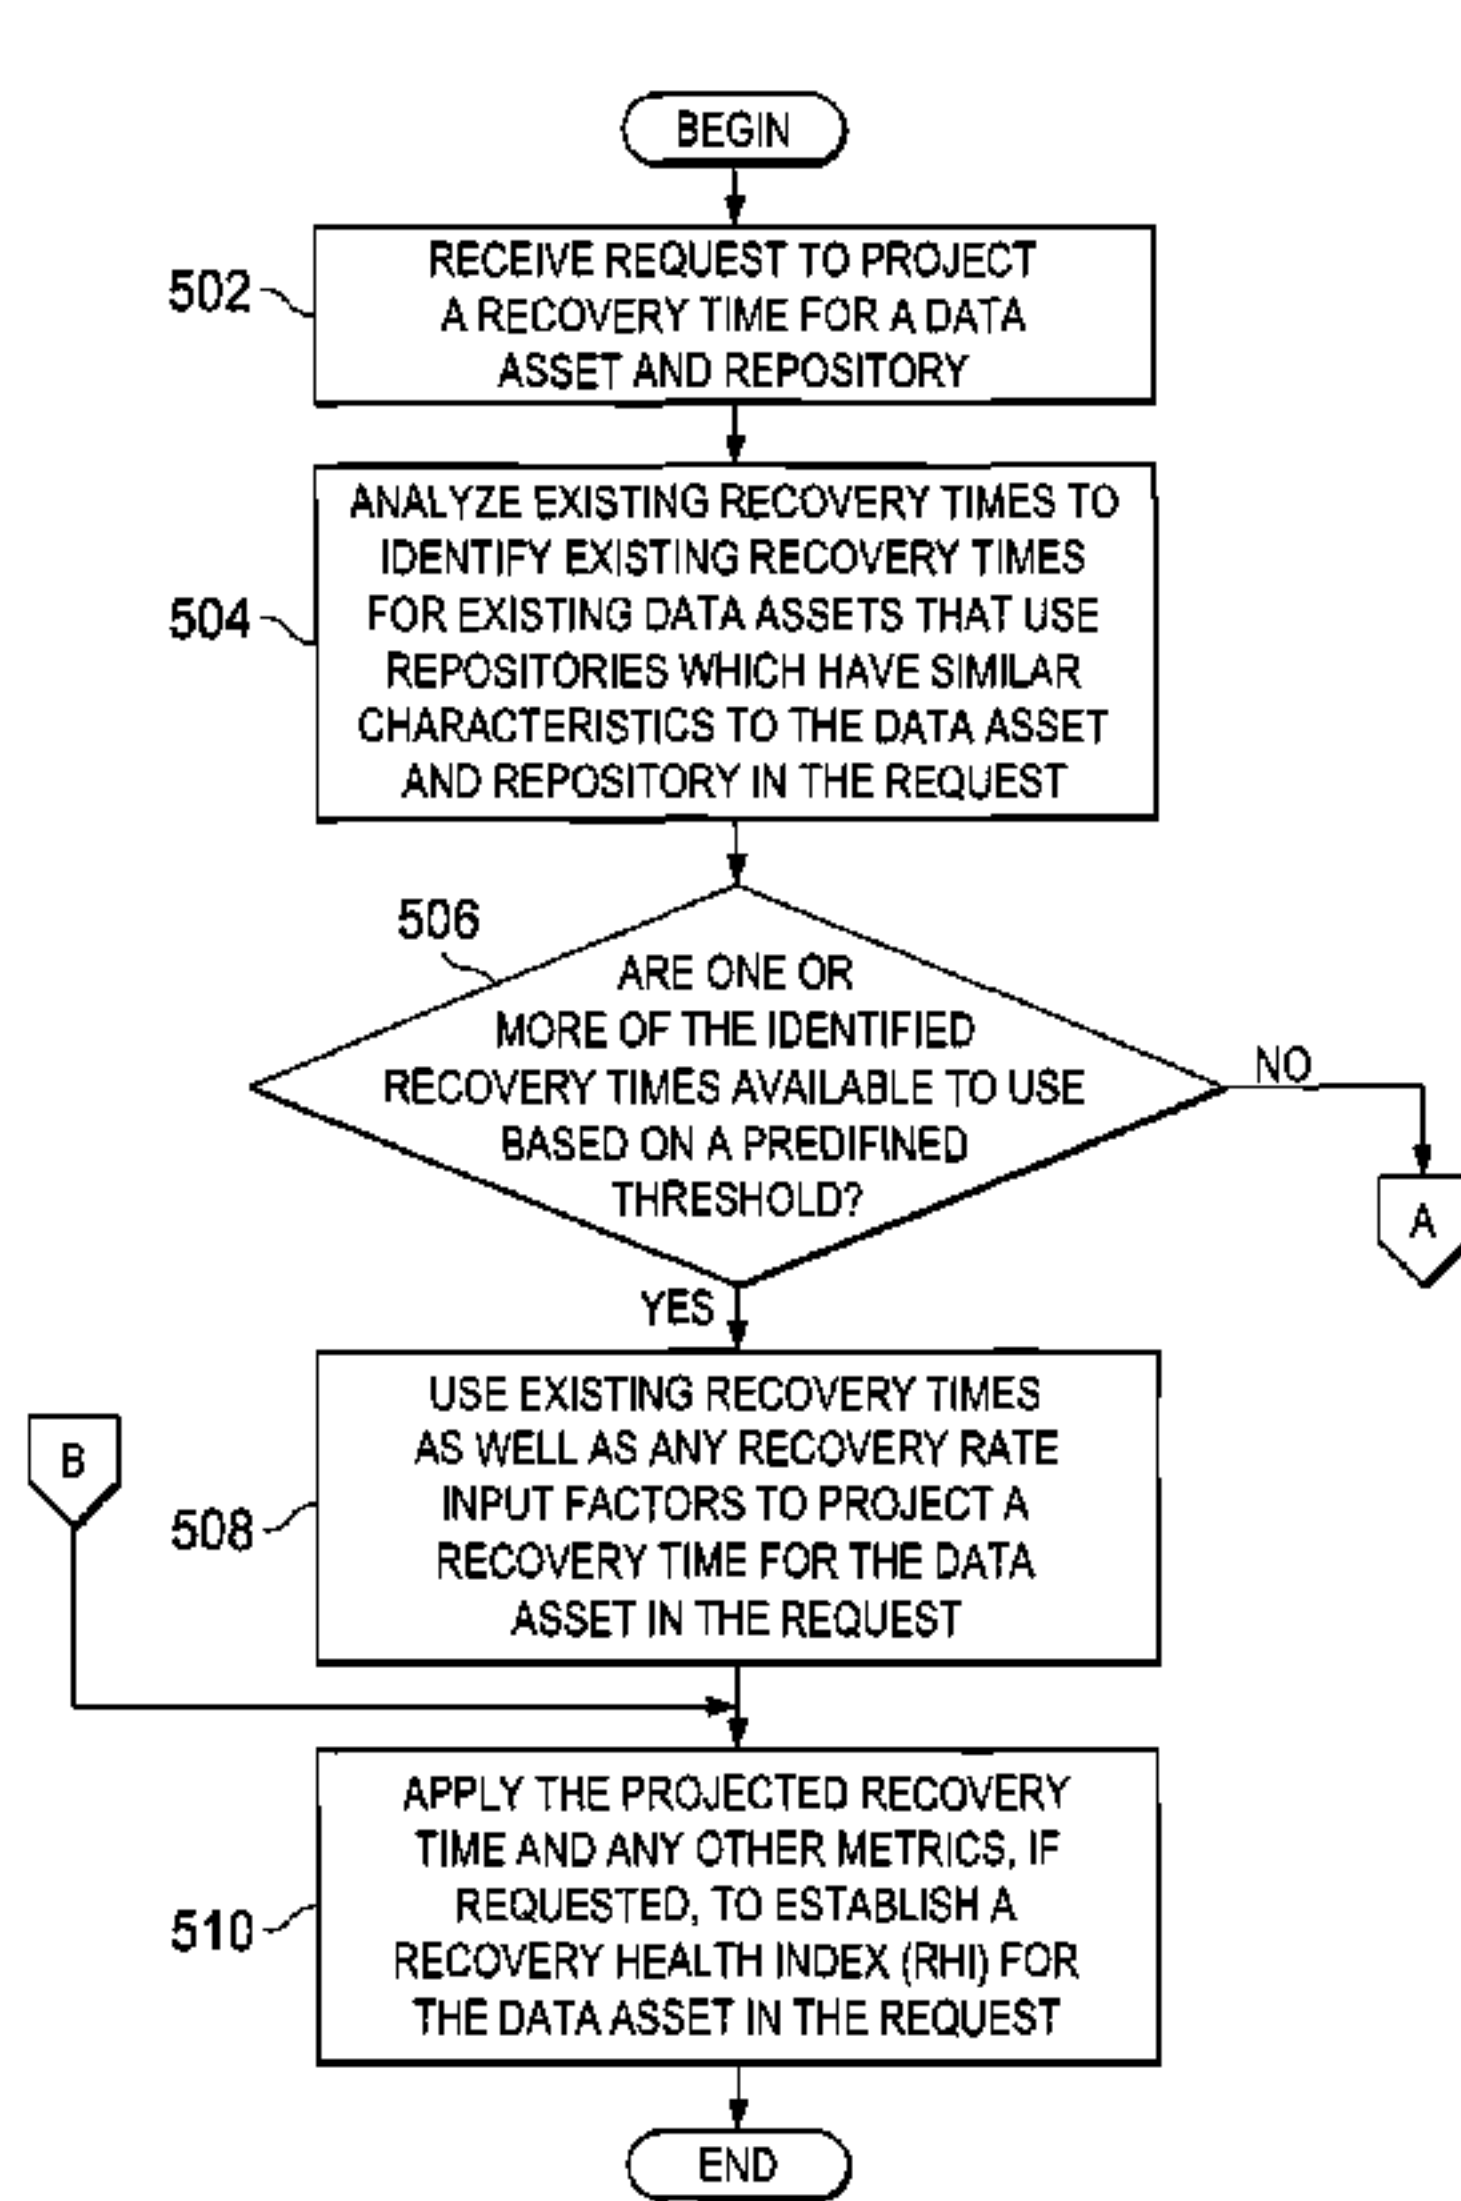 BEGIN
502
RECEIVE REQUEST TO PROJECT
A RECOVERY TIME FOR A DATA
ASSET AND REPOSITORY
504
ANALYZE EXISTING RECOVERY TIMES TO
IDENTIFY EXISTING RECOVERY TIMES
FOR EXISTING DATA ASSETS THAT USE
REPOSITORIES WHICH HAVE SIMILAR
CHARACTERISTICS TO THE DATA ASSET
AND REPOSITORY IN THE REQUEST
506
ARE ONE OR
MORE OF THE IDENTIFIED
RECOVERY TIMES AVAILABLE TO USE
BASED ON A PREDIFINED
THRESHOLD?
NO
A
YES
B
508
USE EXISTING RECOVERY TIMES
AS WELL AS ANY RECOVERY RATE
INPUT FACTORS TO PROJECT A
RECOVERY TIME FOR THE DATA
ASSET IN THE REQUEST
510
APPLY THE PROJECTED RECOVERY
TIME AND ANY OTHER METRICS, IF
REQUESTED, TO ESTABLISH A
RECOVERY HEALTH INDEX (RHI) FOR
THE DATA ASSET IN THE REQUEST
END